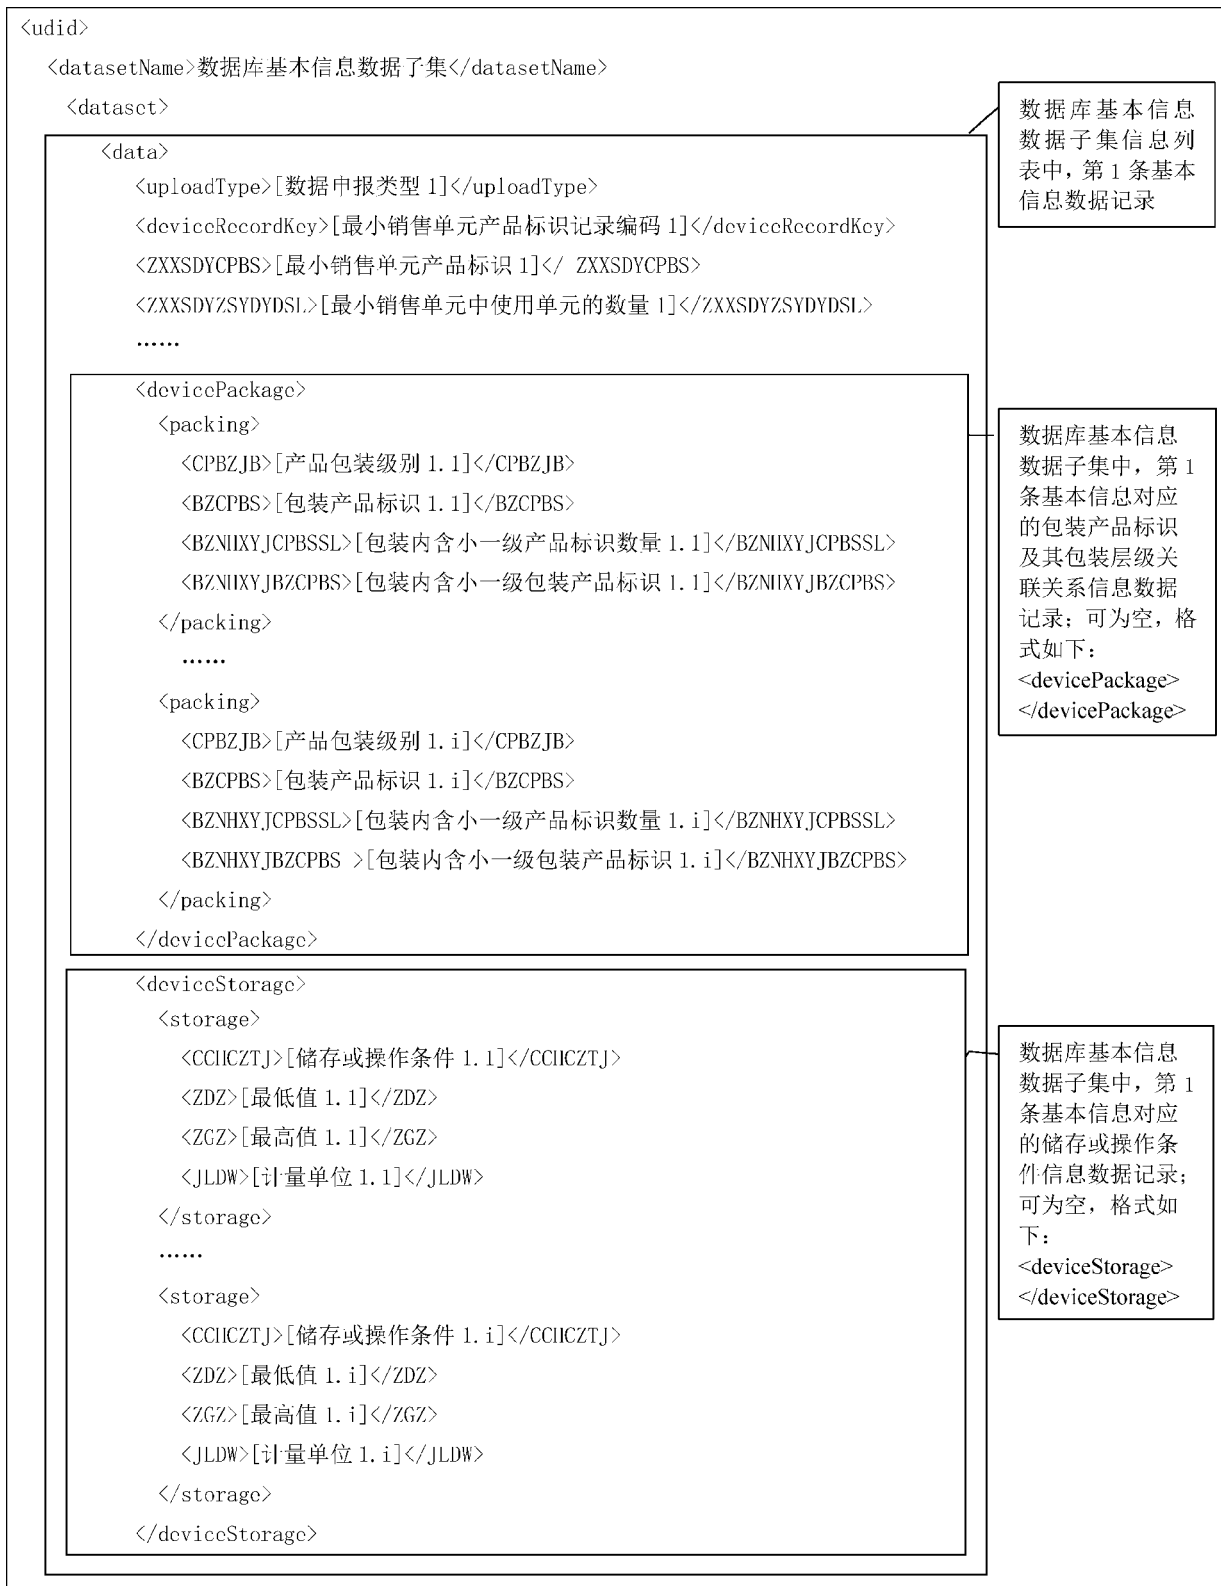 <udid>
<datasetName>数据库基本信息数据子集</datasetName>
<dataset>
<data>
<uploadType>[数据申报类型 1]</uploadType>
<deviceRecordKey>[最小销售单元产品标识记录编码 1]</deviceRecordKey>
<ZXXSDYCPBS>[最小销售单元产品标识 1]</ ZXXSDYCPBS>
<ZXXSDYZSYDYDSL>[最小销售单元中使用单元的数量 1]</ZXXSDYZSYDYDSL>
……
<devicePackage>
<packing>
<CPBZJB>[产品包装级别 1.1]</CPBZJB>
<BZCPBS>[包装产品标识 1.1]</BZCPBS>
<BZNHXYJCPBSSL>[包装内含小一级产品标识数量 1.1]</BZNHXYJCPBSSL>
<BZNHXYJBZCPBS>[包装内含小一级包装产品标识 1.1]</BZNHXYJBZCPBS>
</packing>
……
<packing>
<CPBZJB>[产品包装级别 1.i]</CPBZJB>
<BZCPBS>[包装产品标识 1.i]</BZCPBS>
<BZNHXYJCPBSSL>[包装内含小一级产品标识数量 1.i]</BZNHXYJCPBSSL>
<BZNHXYJBZCPBS >[包装内含小一级包装产品标识 1.i]</BZNHXYJBZCPBS>
</packing>
</devicePackage>
<deviceStorage>
<storage>
<CCHCZTJ>[储存或操作条件 1.1]</CCHCZTJ>
<ZDZ>[最低值 1.1]</ZDZ>
<ZGZ>[最高值 1.1]</ZGZ>
<JLDW>[计量单位 1.1]</JLDW>
</storage>
……
<storage>
<CCHCZTJ>[储存或操作条件 1.i]</CCHCZTJ>
<ZDZ>[最低值 1.i]</ZDZ>
<ZGZ>[最高值 1.i]</ZGZ>
<JLDW>[计量单位 1.i]</JLDW>
</storage>
</deviceStorage>
数据库基本信息
数据子集信息列
表中，第 1 条基本
信息数据记录
数据库基本信息
数据子集中，第 1
条基本信息对应
的包装产品标识
及其包装层级关
联关系信息数据
记录；可为空，格
式如下：
<devicePackage>
</devicePackage>
数据库基本信息
数据子集中，第 1
条基本信息对应
的储存或操作条
件信息数据记录；
可为空，格式如
下：
<deviceStorage>
</deviceStorage>